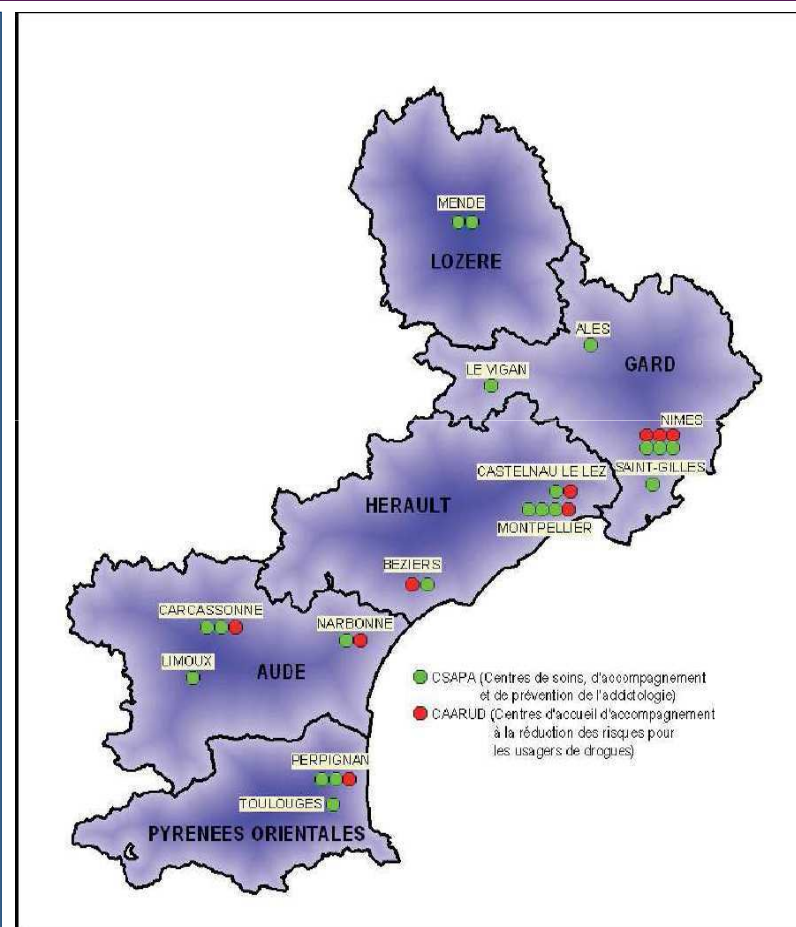 MENDE
LOZERE
ALES
GARD
LE VIGAN
NIMES
SAINT-GILLES
CASTELNAU LE LEZ
HERAULT
MONTPELLIER
BEZIERS
CARCASSONNE
NARBONNE
LIMOUX
AUDE
CSAPA (Centres de soins, d'accompagnement
et de prévention de l'addictologie)
CAARUD (Centres d'accueil d'accompagnement
à la réduction des risques pour
les usagers de drogues)
PERPIGNAN
TOULOUGES
PYRENEES ORIENTALES